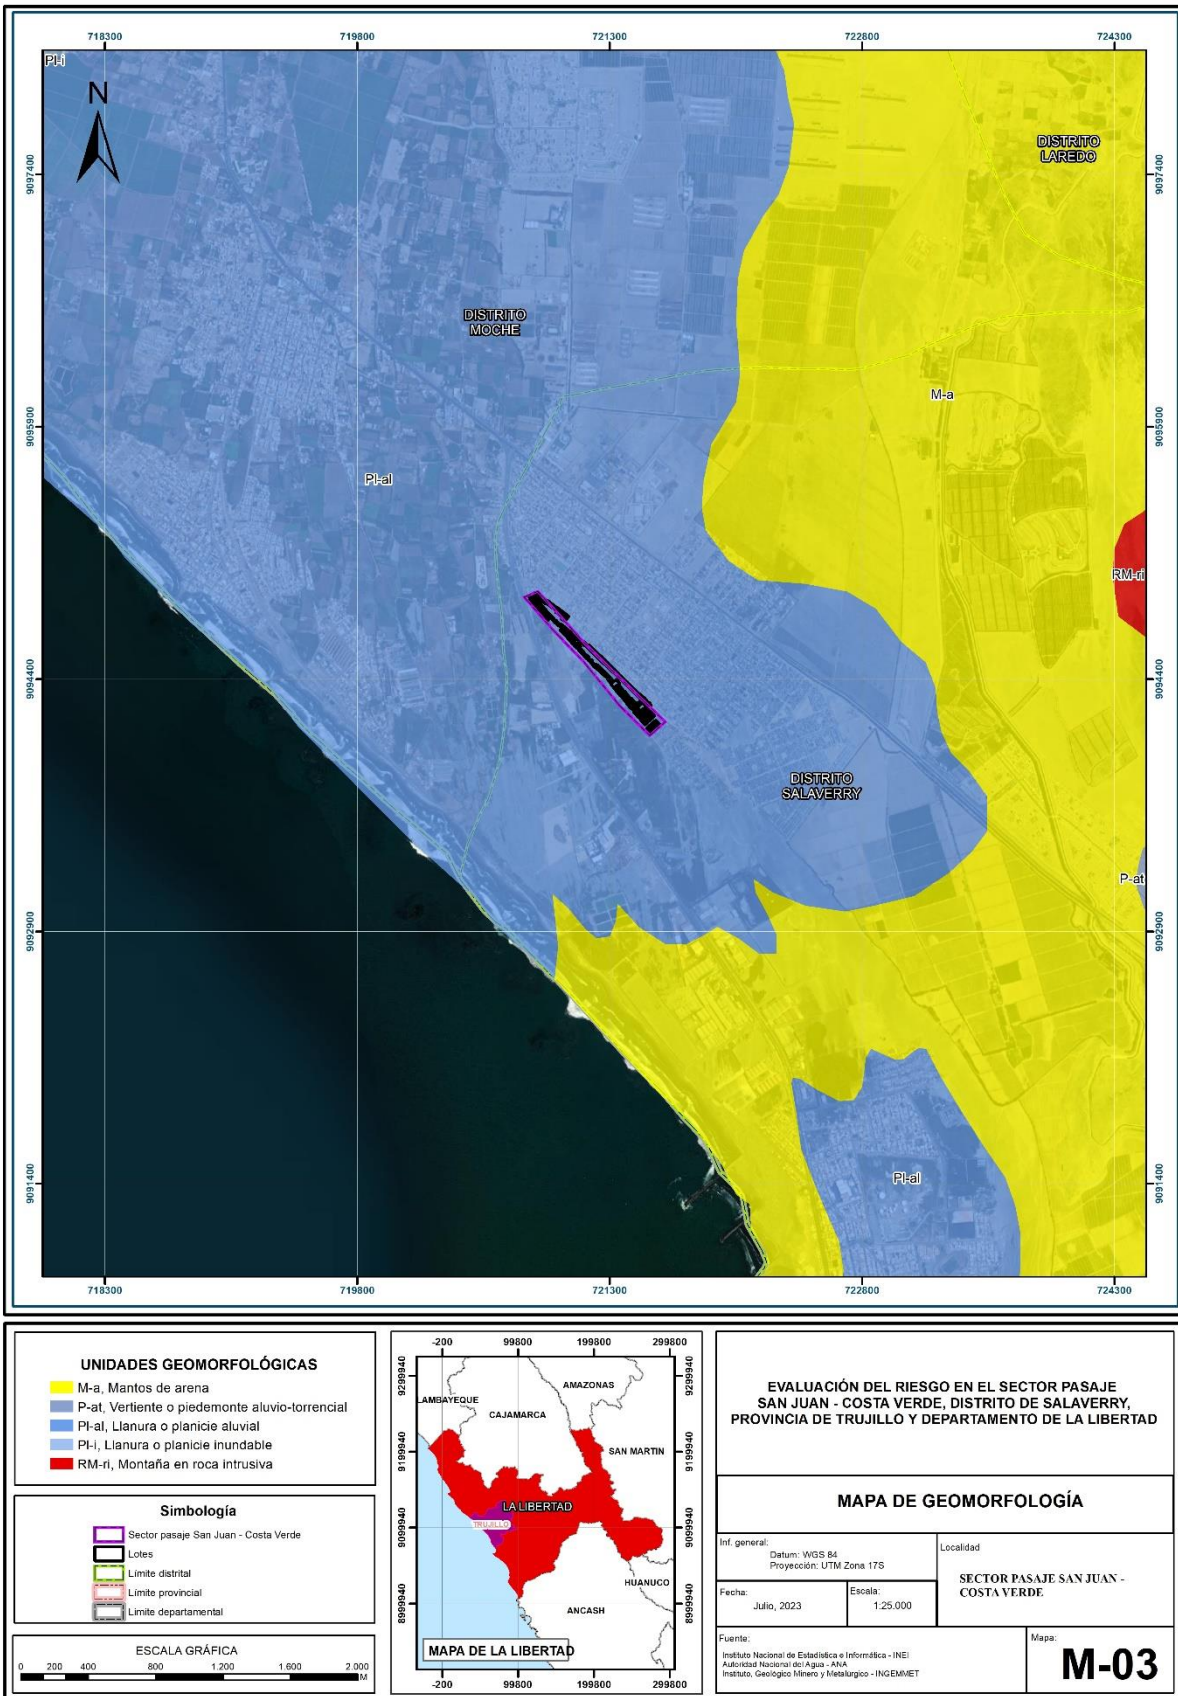 718300 719800 721300 722800 724300
Pl-i
N
DISTRITO
LAREDO
9097400 9097400
DISTRITO
MOCHE
M-a
9095900 9095900
Pl-al
RM-ri
9094400 9094400
DISTRITO
SALAVERRY
P-at
9092900 9092900
Pl-al
9091400 9091400
718300 719800 721300 722800 724300
UNIDADES GEOMORFOLÓGICAS
M-a, Mantos de arena
P-at, Vertiente o piedemonte aluvio-torrencial
Pl-al, Llanura o planicie aluvial
Pl-i, Llanura o planicie inundable
RM-ri, Montaña en roca intrusiva
Simbología
Sector pasaje San Juan - Costa Verde
Lotes
Límite distrital
Límite provincial
Límite departamental
ESCALA GRÁFICA
0 200 400 800 1.200 1.600 2.000
M
-200 99800 199800 299800
9299940 9299940
AMAZONAS
LAMBAYEQUE
CAJAMARCA
SAN MARTIN
9199940 9199940
LA LIBERTAD
TRUJILLO
9099940 9099940
HUANUCO
ANCASH
8999940 8999940
MAPA DE LA LIBERTAD
-200 99800 199800 299800
EVALUACIÓN DEL RIESGO EN EL SECTOR PASAJE
SAN JUAN - COSTA VERDE, DISTRITO DE SALAVERRY,
PROVINCIA DE TRUJILLO Y DEPARTAMENTO DE LA LIBERTAD
MAPA DE GEOMORFOLOGÍA
Inf. general:
Datum: WGS 84
Proyección: UTM Zona 17S
Localidad
SECTOR PASAJE SAN JUAN -
COSTA VERDE
Fecha:
Julio, 2023
Escala:
1:25.000
Fuente:
Instituto Nacional de Estadística e Informática - INEI
Autoridad Nacional del Agua - ANA
Instituto, Geológico Minero y Metalúrgico - INGEMMET
Mapa:
M-03